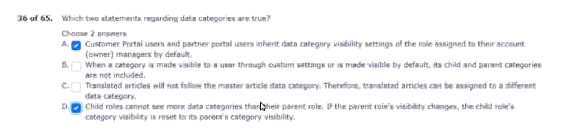 36 of 65. Which two statements regarding data categories are true?
Choose 2 answers
A. Customer Portal users and partner portal users inherit data category visibility settings of the role assigned to their account
(owner) managers by default.
B. When a category is made visible to a user through custom settings or is made visible by default, its child and parent categories
are not included.
C. Translated articles will not follow the master article data category. Therefore, translated articles can be assigned to a different
data category.
D. Child roles cannot see more data categories than their parent role. If the parent role's visibility changes, the child role's
category visibility is reset to its parent's category visibility.